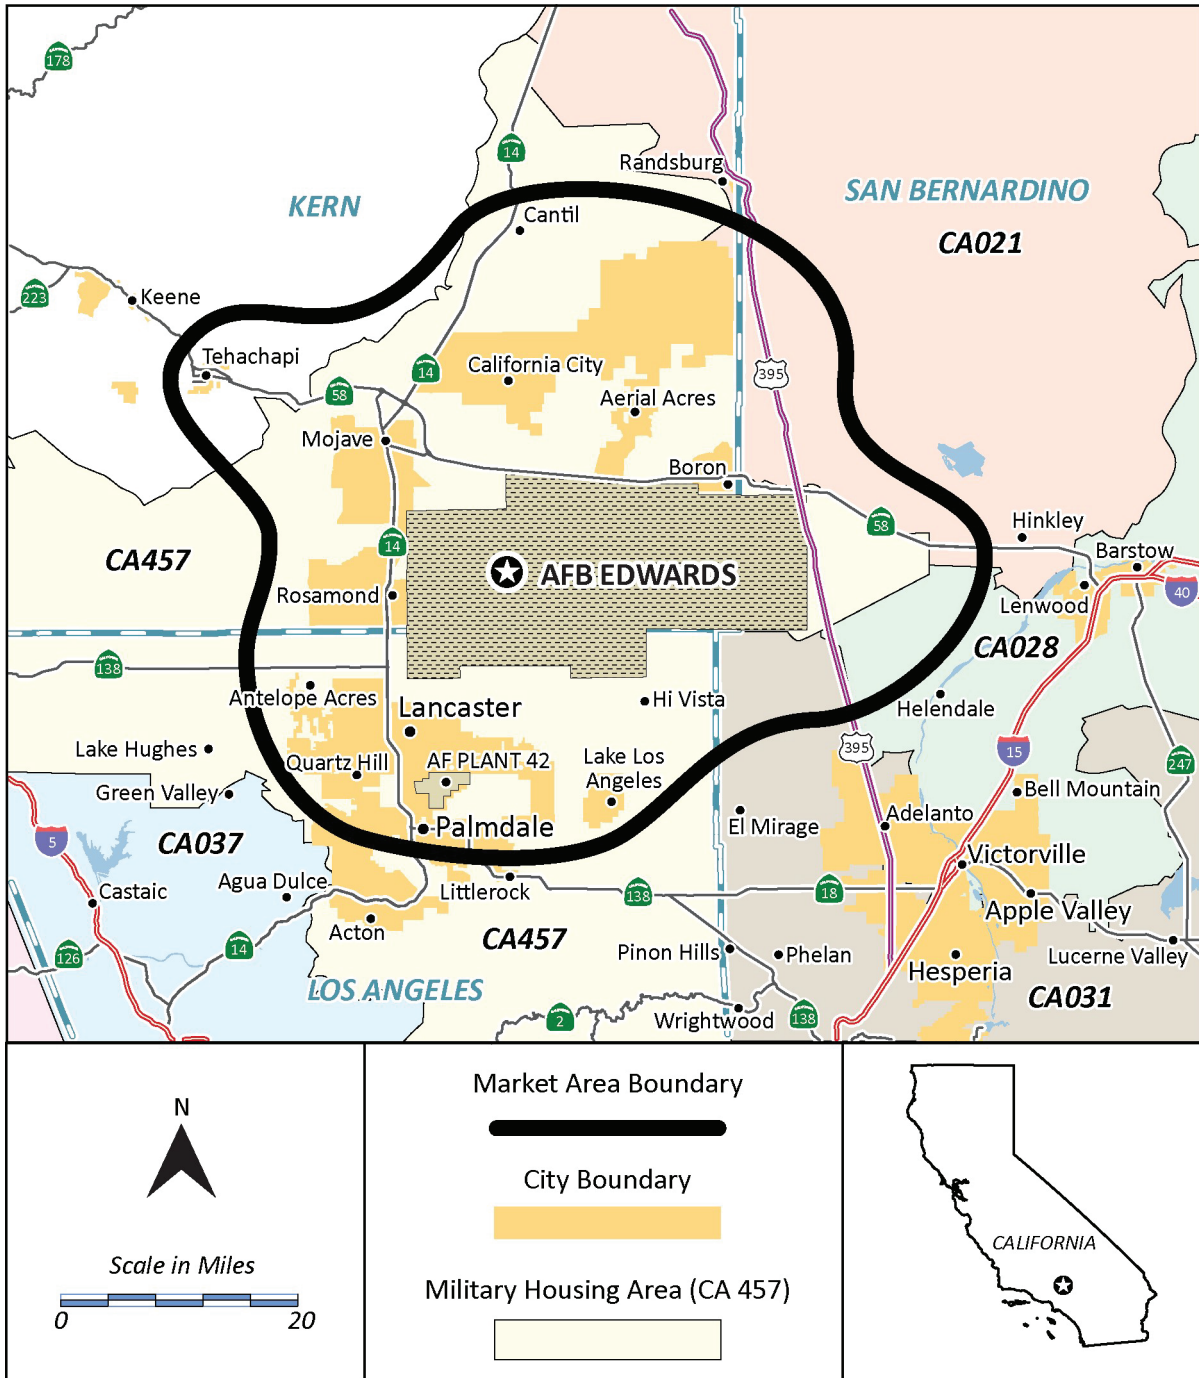 178
14
Randsburg
KERN
SAN BERNARDINO
Cantil
CA021
223
Keene
Tehachapi
14
California City
395
58
Aerial Acres
Mojave
Boron
58
Hinkley
14
CA457
Barstow
AFB EDWARDS
40
Rosamond
Lenwood
138
CA028
Antelope Acres
Hi Vista
Helendale
Lancaster
Lake Hughes
395
15
247
Quartz Hill
AF PLANT 42
Lake Los
Angeles
Green Valley
Bell Mountain
El Mirage
Adelanto
5
CA037
Palmdale
Victorville
Castaic
Agua Dulce
Littlerock
138
18
Apple Valley
Acton
CA457
14
126
Pinon Hills
Phelan
Lucerne Valley
Hesperia
LOS ANGELES
CA031
2
Wrightwood
138
N
Scale in Miles
0 20
Market Area Boundary
City Boundary
Military Housing Area (CA 457)
CALIFORNIA